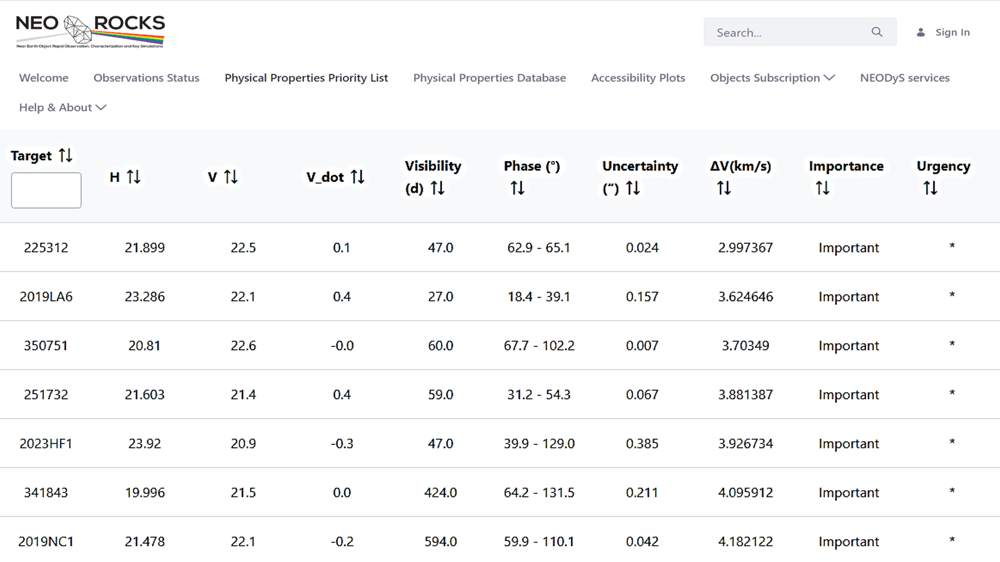 NEO ROCKS
Near Earth Object Rapid Observation, Characterization and Key Simulations
Search...
Sign In
Welcome Observations Status Physical Properties Priority List Physical Properties Database Accessibility Plots Objects Subscription NEODyS services
Help & About
Target H V V_dot Visibility (d) Phase (°) Uncertainty (“) ΔV(km/s) Importance Urgency
225312 21.899 22.5 0.1 47.0 62.9 - 65.1 0.024 2.997367 Important *
2019LA6 23.286 22.1 0.4 27.0 18.4 - 39.1 0.157 3.624646 Important *
350751 20.81 22.6 -0.0 60.0 67.7 - 102.2 0.007 3.70349 Important *
251732 21.603 21.4 0.4 59.0 31.2 - 54.3 0.067 3.881387 Important *
2023HF1 23.92 20.9 -0.3 47.0 39.9 - 129.0 0.385 3.926734 Important *
341843 19.996 21.5 0.0 424.0 64.2 - 131.5 0.211 4.095912 Important *
2019NC1 21.478 22.1 -0.2 594.0 59.9 - 110.1 0.042 4.182122 Important *